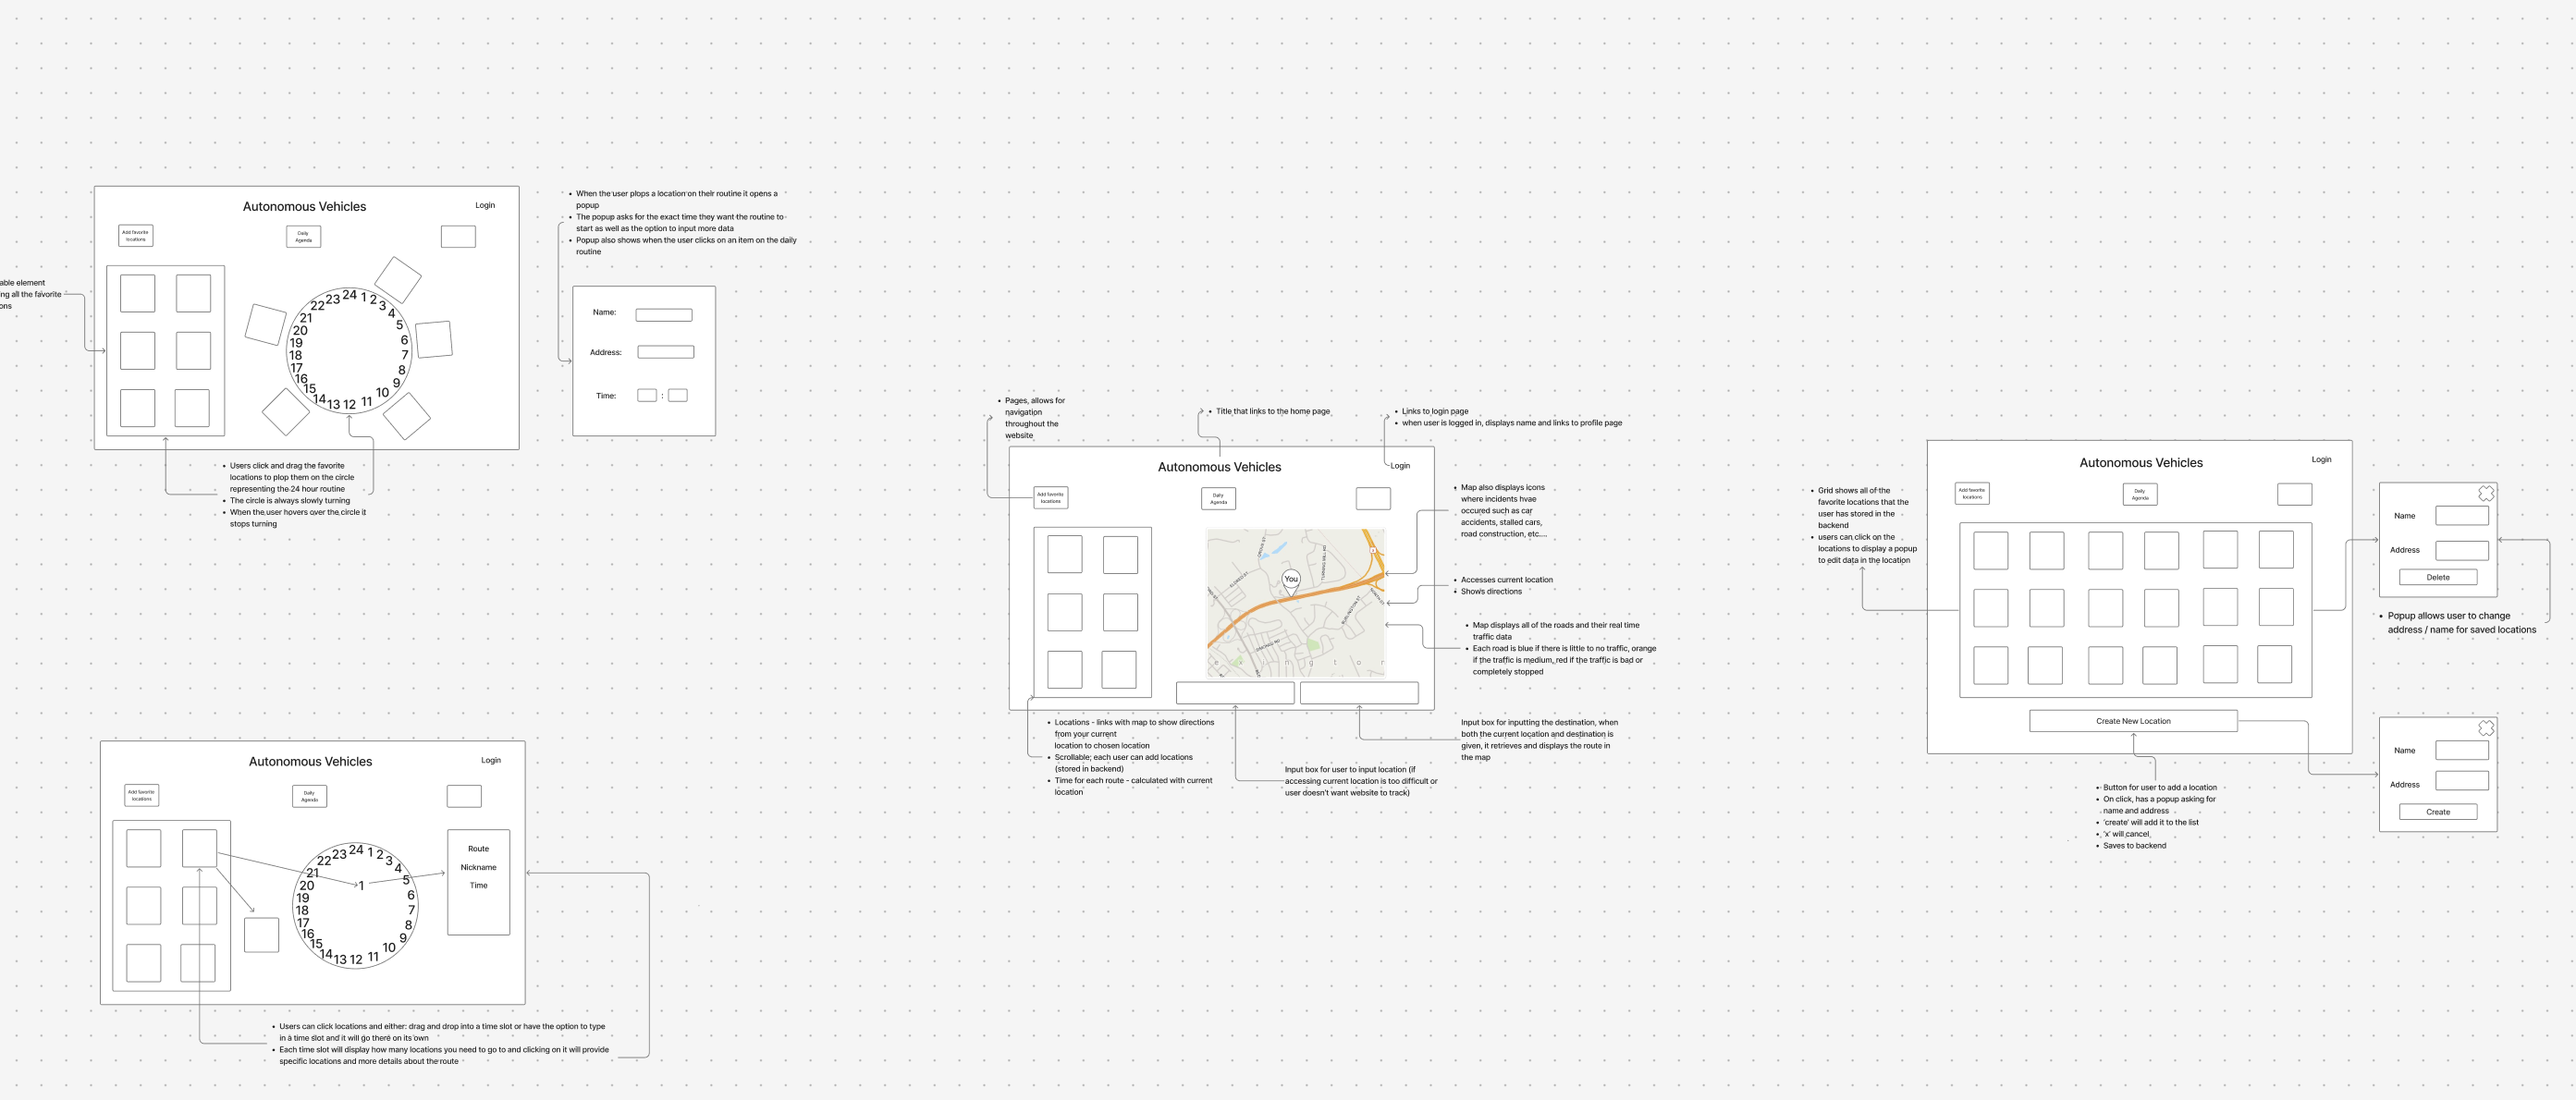 Autonomous Vehicles
Login
Add favorite
locations
Daily
Agenda
able element
ing all the favorite
ons
24 1 2 3 4 5 6 7 8 9 10 11 12 13 14 15 16 17 18 19 20 21 22 23
• Users click and drag the favorite
locations to plop them on the circle
representing the 24 hour routine
• The circle is always slowly turning
• When the user hovers over the circle it
stops turning
• When the user plops a location on their routine it opens a
popup
• The popup asks for the exact time they want the routine to
start as well as the option to input more data
• Popup also shows when the user clicks on an item on the daily
routine
Name:
Address:
Time:
:
Autonomous Vehicles
Login
Add favorite
locations
Daily
Agenda
24 1 2 3 4 5 6 7 8 9 10 11 12 13 14 15 16 17 18 19 20 21 22 23
1
Route
Nickname
Time
• Users can click locations and either: drag and drop into a time slot or have the option to type
in a time slot and it will go there on its own
• Each time slot will display how many locations you need to go to and clicking on it will provide
specific locations and more details about the route
• Pages, allows for
navigation
throughout the
website
• Title that links to the home page
• Links to login page
• when user is logged in, displays name and links to profile page
Autonomous Vehicles
Login
Add favorite
locations
Daily
Agenda
You
e x i n g t o r
• Map also displays icons
where incidents hvae
occured such as car
accidents, stalled cars,
road construction, etc....
• Accesses current location
• Shows directions
• Map displays all of the roads and their real time
traffic data
• Each road is blue if there is little to no traffic, orange
if the traffic is medium, red if the traffic is bad or
completely stopped
• Locations - links with map to show directions
from your current
location to chosen location
• Scrollable; each user can add locations
(stored in backend)
• Time for each route - calculated with current
location
Input box for user to input location (if
accessing current location is too difficult or
user doesn't want website to track)
Input box for inputting the destination, when
both the current location and destination is
given, it retrieves and displays the route in
the map
• Grid shows all of the
favorite locations that the
user has stored in the
backend
• users can click on the
locations to display a popup
to edit data in the location
Autonomous Vehicles
Login
Add favorite
locations
Daily
Agenda
Create New Location
• Button for user to add a location
• On click, has a popup asking for
name and address
• 'create' will add it to the list
• 'x' will cancel
• Saves to backend
Name
Address
Delete
• Popup allows user to change
address / name for saved locations
Name
Address
Create